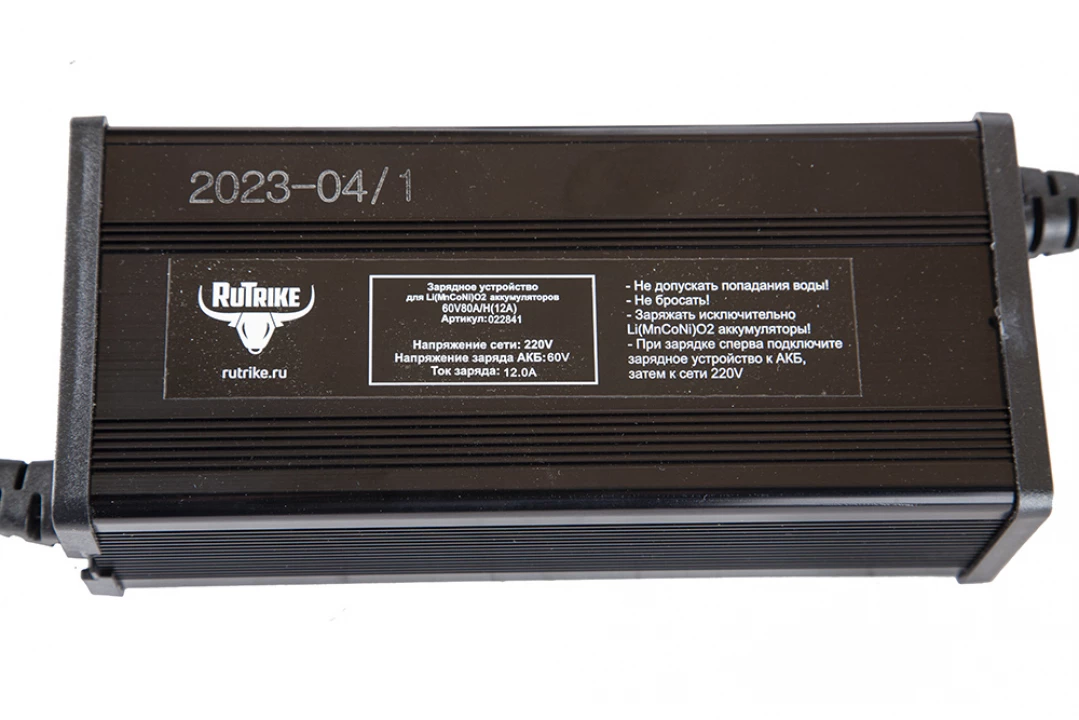 2023-04/1
RUTRIKE
rutrike.ru
Зарядное устройство
для Li(MnCoNi)O2 аккумуляторов
60V80A/H(12A)
Артикул:022841
Напряжение сети: 220V
Напряжение заряда АКБ:60V
Ток заряда: 12.0A
- Не допускать попадания воды!
- Не бросать!
- Заряжать исключительно
Li(MnCoNi)O2 аккумуляторы!
- При зарядке сперва подключите
зарядное устройство к АКБ,
затем к сети 220V